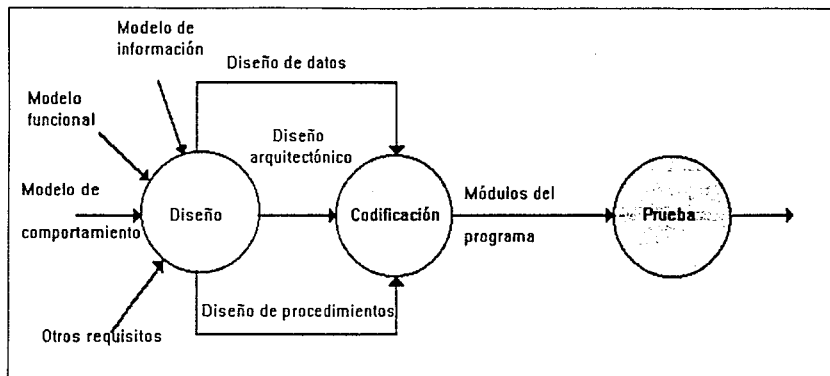 Modelo de
información
Diseño de datos
Modelo
funcional
Diseño
arquitectónico
Modelo de
comportamiento
Diseño
Codificación
Módulos del
programa
Prueba
Diseño de procedimientos
Otros requisitos